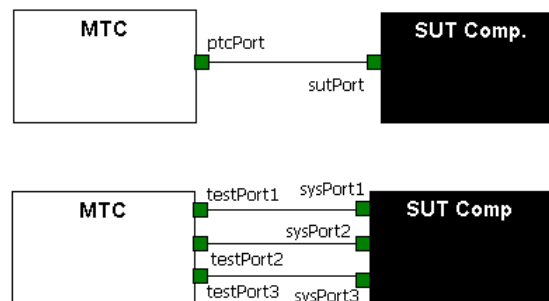 MTC
SUT Comp.
ptcPort
sutPort
MTC
SUT Comp
testPort1
sysPort1
sysPort2
testPort2
testPort3
sysPort3